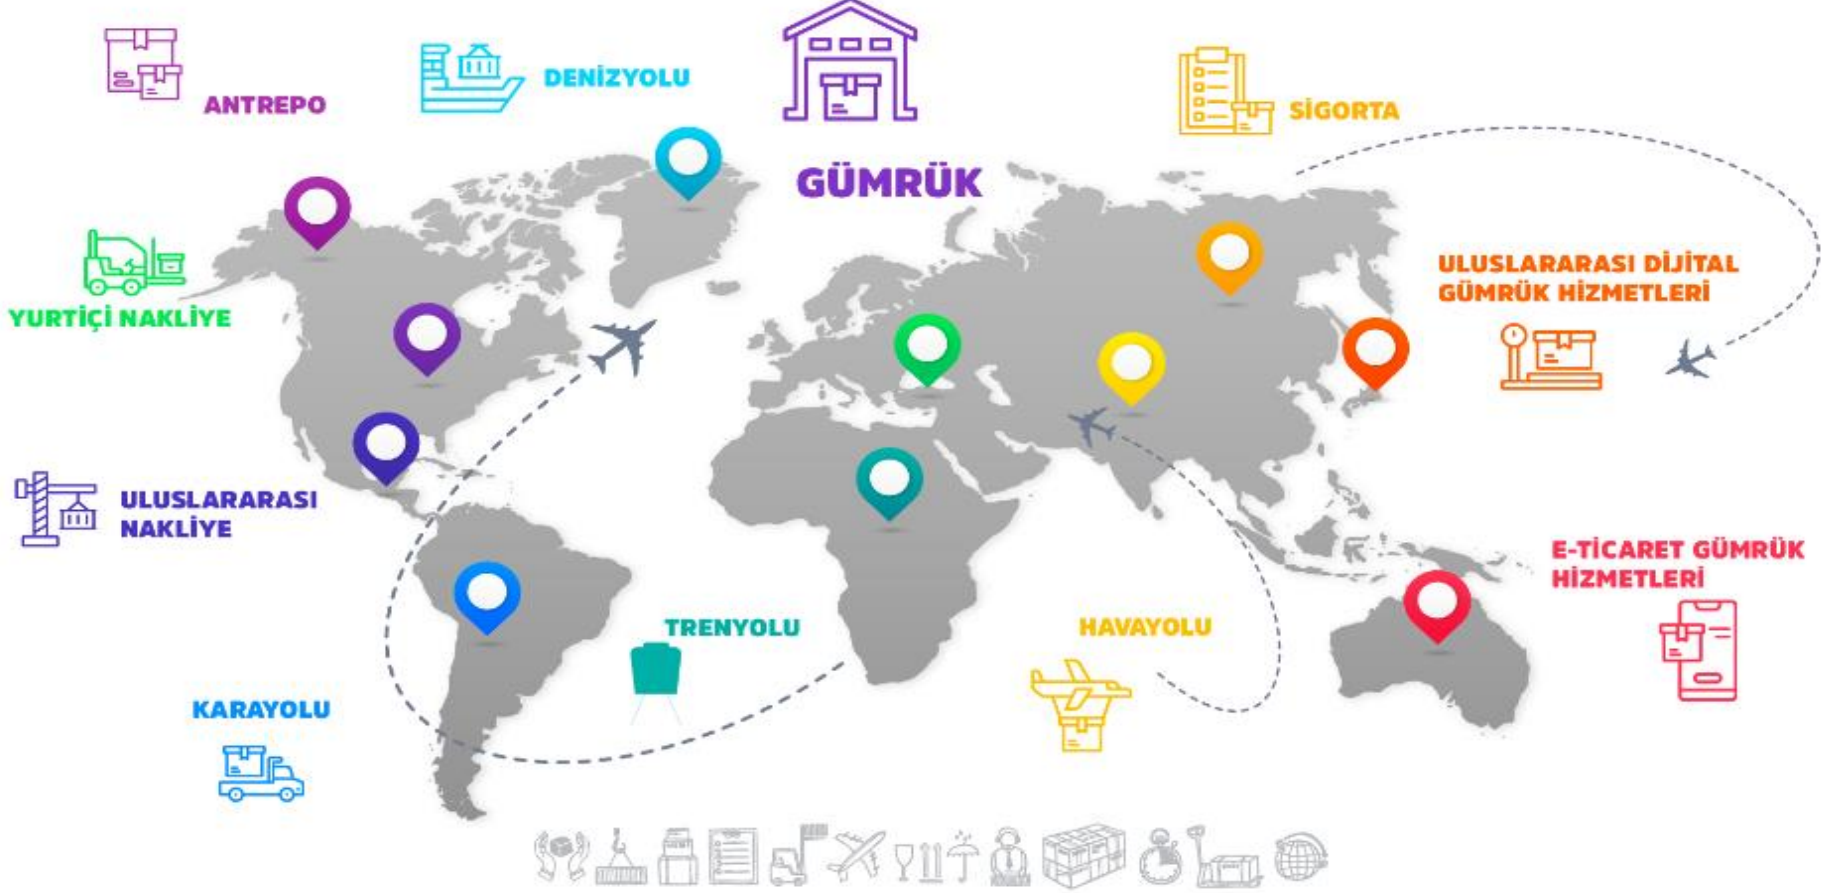 ANTREPO
DENİZYOLU
GÜMRÜK
SİGORTA
YURTİÇİ NAKLİYE
ULUSLARARASI DİJİTAL
GÜMRÜK HİZMETLERİ
ULUSLARARASI
NAKLİYE
E-TİCARET GÜMRÜK
HİZMETLERİ
TRENYOLU
HAVAYOLU
KARAYOLU